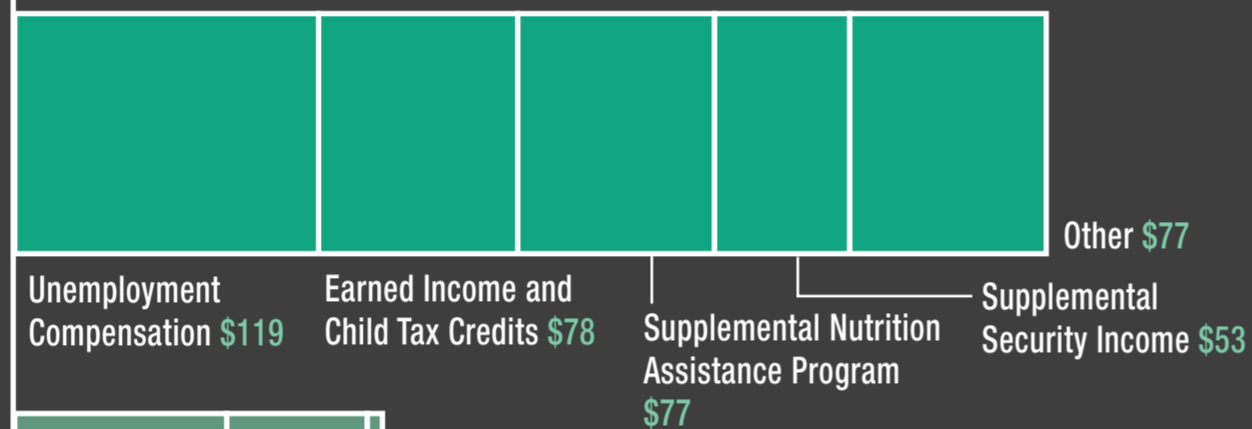 Other $77
Unemployment
Compensation $119
Earned Income and
Child Tax Credits $78
Supplemental Nutrition
Assistance Program
$77
Supplemental
Security Income $53